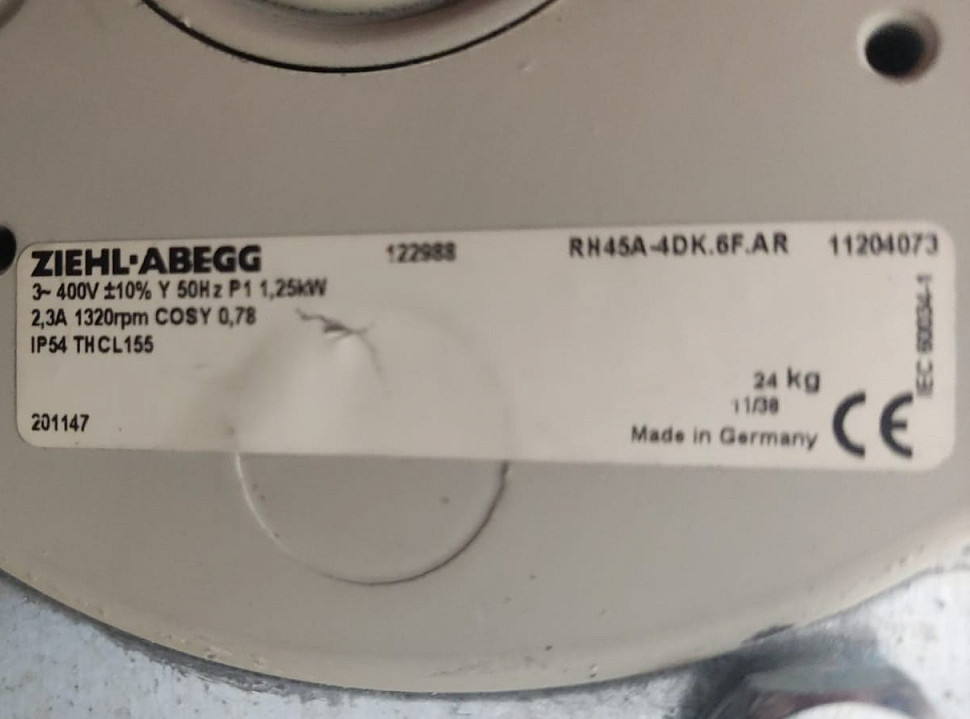 ZIEHL-ABEGG 122988 RH45A-4DK.6F.AR 11204073
3~ 400V ±10% Y 50Hz P1 1,25kW
2,3A 1320rpm COSY 0,78
IP54 THCL155
IEC 60034-1
24 kg
11/38
201147
Made in Germany CE